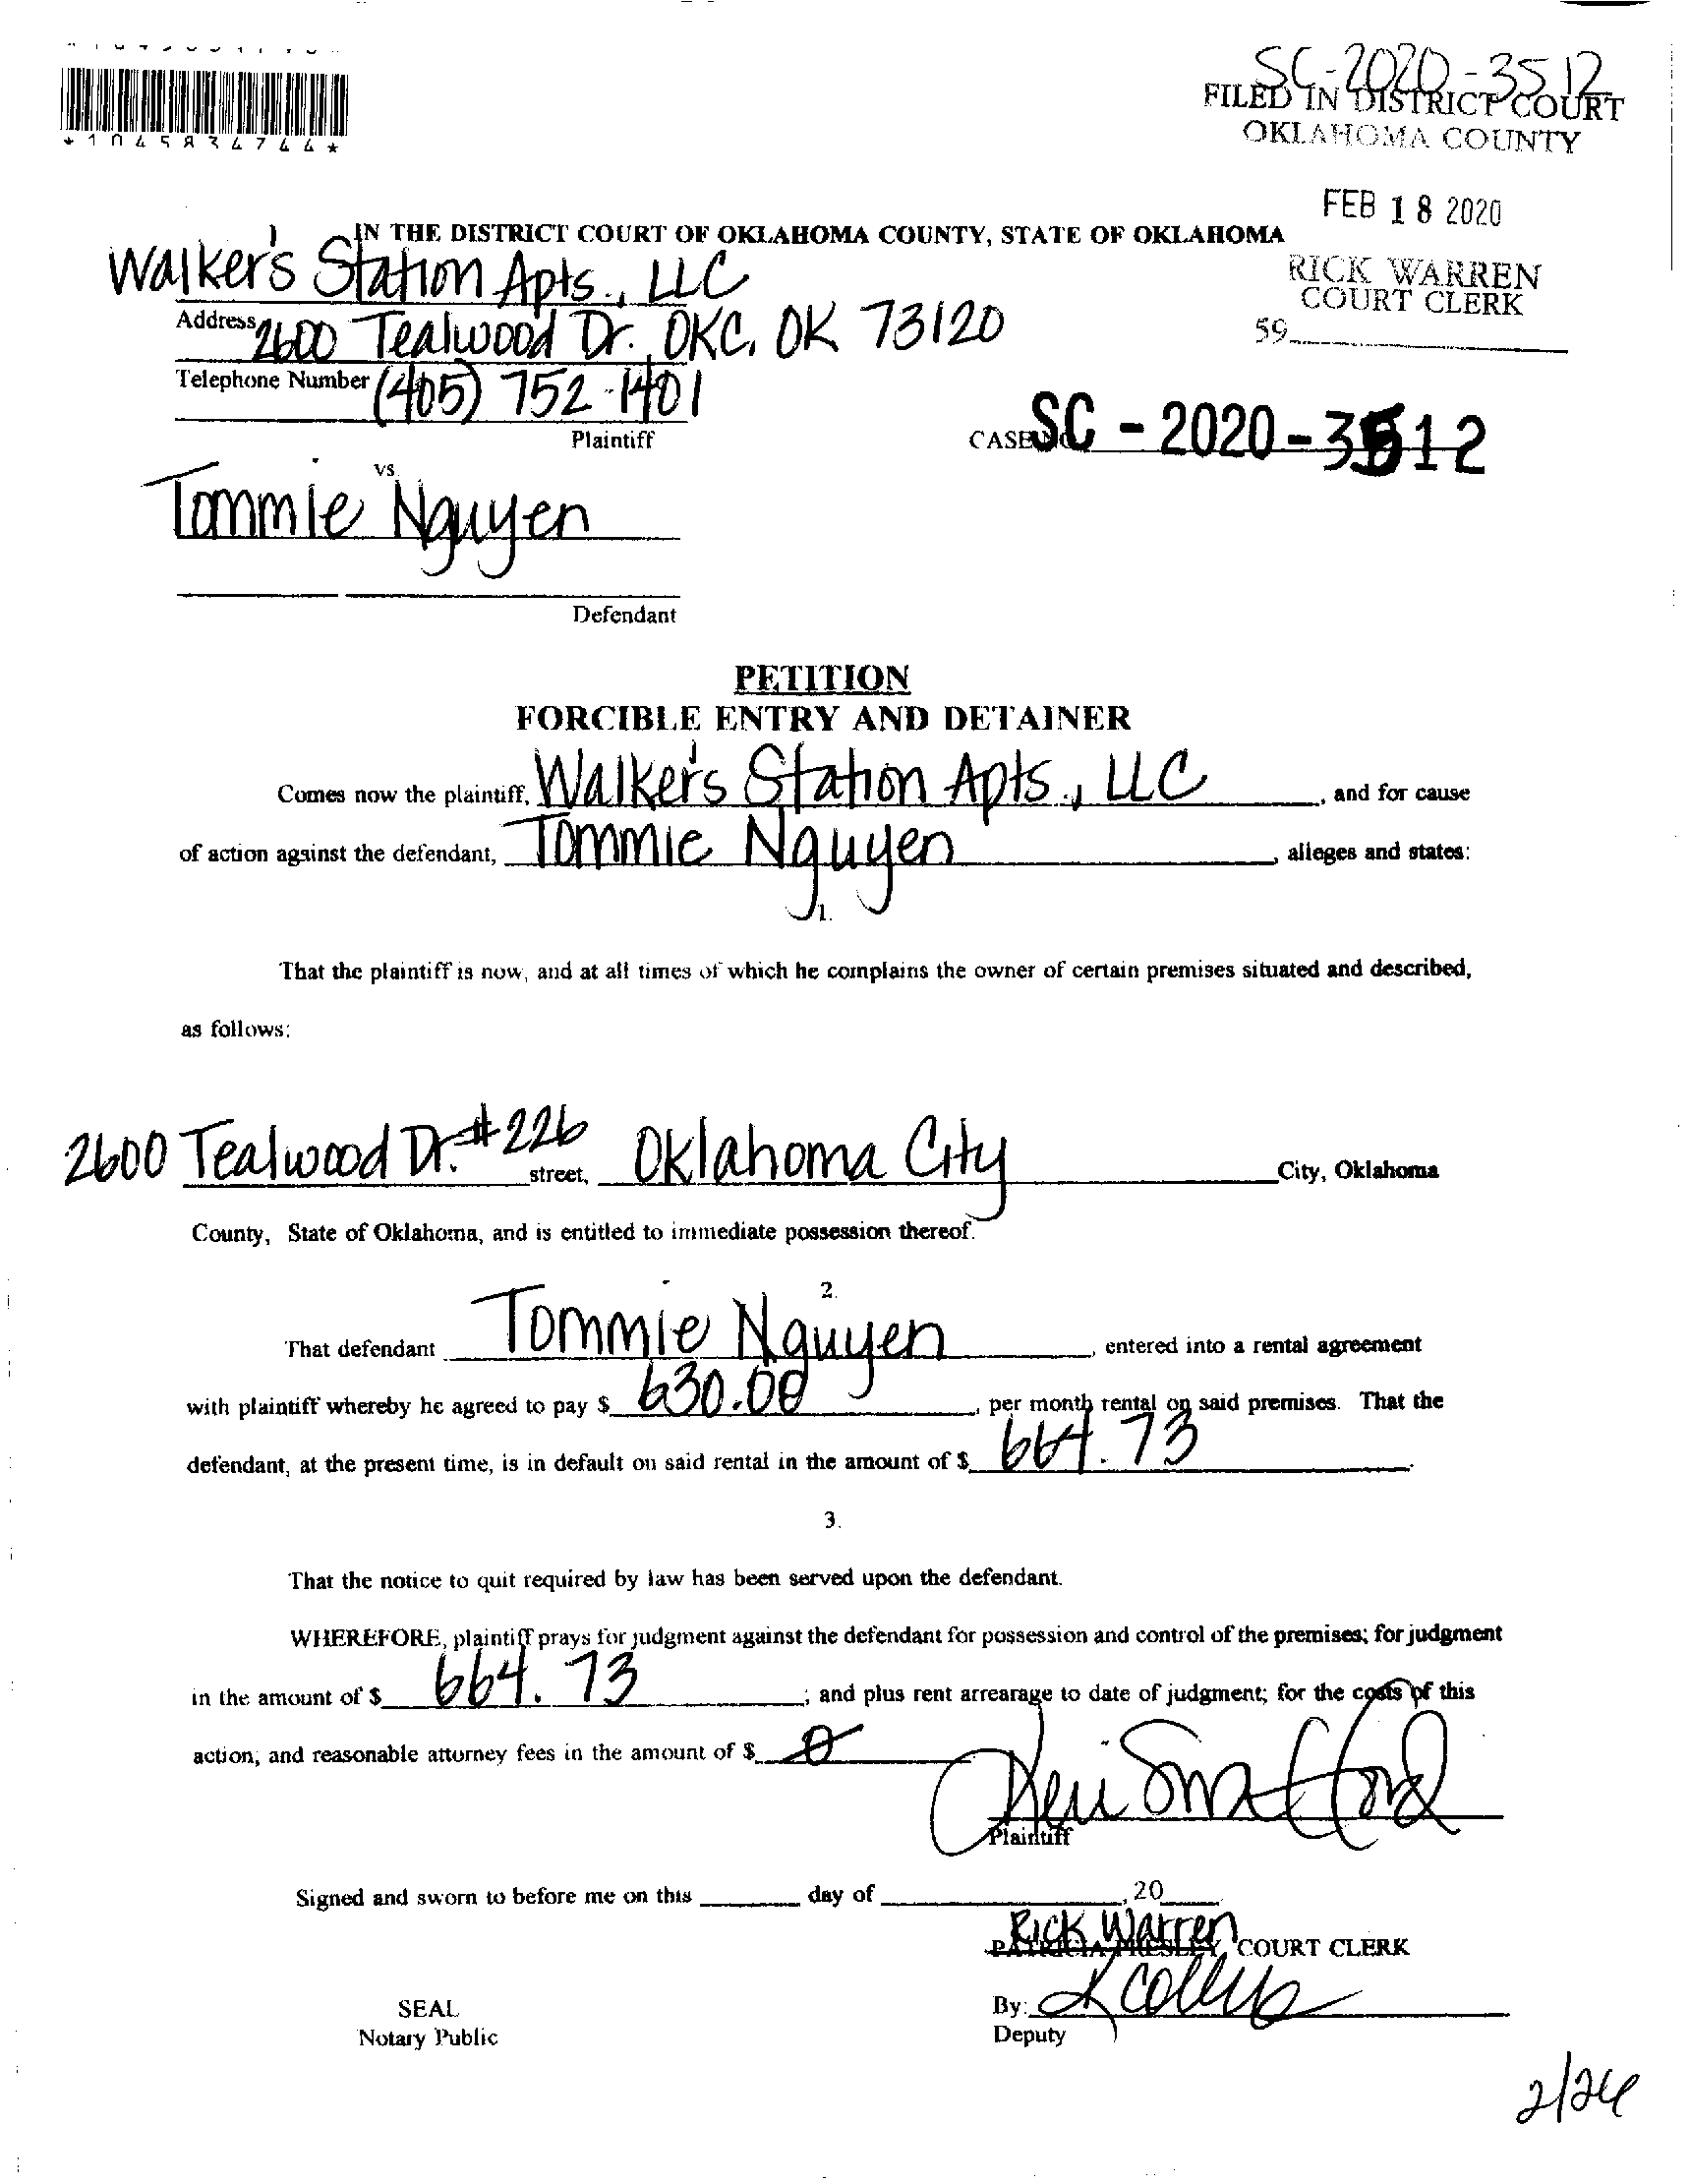 SC-2020-3512
FILED IN DISTRICT COURT
OKLAHOMA COUNTY
*1045834744*
FEB 18 2020
IN THE DISTRICT COURT OF OKLAHOMA COUNTY, STATE OF OKLAHOMA
RICK WARREN
COURT CLERK
59
Walker's Station Apts., LLC
Address 2600 Tealwood Dr. OKC, OK 73120
Telephone Number (405) 752-1401
Plaintiff
CASE NO. SC - 2020 - 3512
vs.
Tommie Nguyen
Defendant
PETITION
FORCIBLE ENTRY AND DETAINER
Comes now the plaintiff, Walker's Station Apts., LLC, and for cause
of action against the defendant, Tommie Nguyen, alleges and states:
1.
That the plaintiff is now, and at all times of which he complains the owner of certain premises situated and described,
as follows:
2600 Tealwood Dr. #226 street, Oklahoma City City, Oklahoma
County, State of Oklahoma, and is entitled to immediate possession thereof.
2.
That defendant Tommie Nguyen, entered into a rental agreement
with plaintiff whereby he agreed to pay $ 630.00, per month rental on said premises. That the
defendant, at the present time, is in default on said rental in the amount of $ 664.73.
3.
That the notice to quit required by law has been served upon the defendant.
WHEREFORE, plaintiff prays for judgment against the defendant for possession and control of the premises; for judgment
in the amount of $ 664.73; and plus rent arrearage to date of judgment; for the costs of this
action, and reasonable attorney fees in the amount of $ 0
Plaintiff
Signed and sworn to before me on this ____ day of ____, 20__
Rick Warren
PATRICIA PRESLEY, COURT CLERK
SEAL
By:
Notary Public
Deputy
2/24